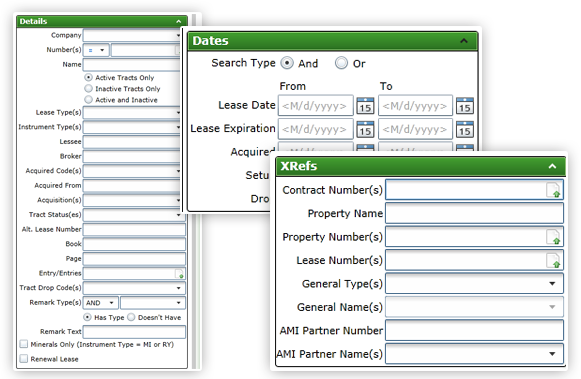 Details
Company
Number(s) =
Name
Active Tracts Only
Inactive Tracts Only
Active and Inactive
Lease Type(s)
Instrument Type(s)
Lessee
Broker
Acquired Code(s)
Acquired From
Acquisition(s)
Tract Status(es)
Alt. Lease Number
Book
Page
Entry/Entries
Tract Drop Code(s)
Remark Type(s) AND
Has Type Doesn't Have
Remark Text
Minerals Only (Instrument Type = MI or RY)
Renewal Lease
Dates
Search Type And Or
From To
Lease Date <M/d/yyyy> 15 <M/d/yyyy> 15
Lease Expiration <M/d/yyyy> 15 <M/d/yyyy> 15
Acquired
Setu
Dro
XRefs
Contract Number(s)
Property Name
Property Number(s)
Lease Number(s)
General Type(s)
General Name(s)
AMI Partner Number
AMI Partner Name(s)